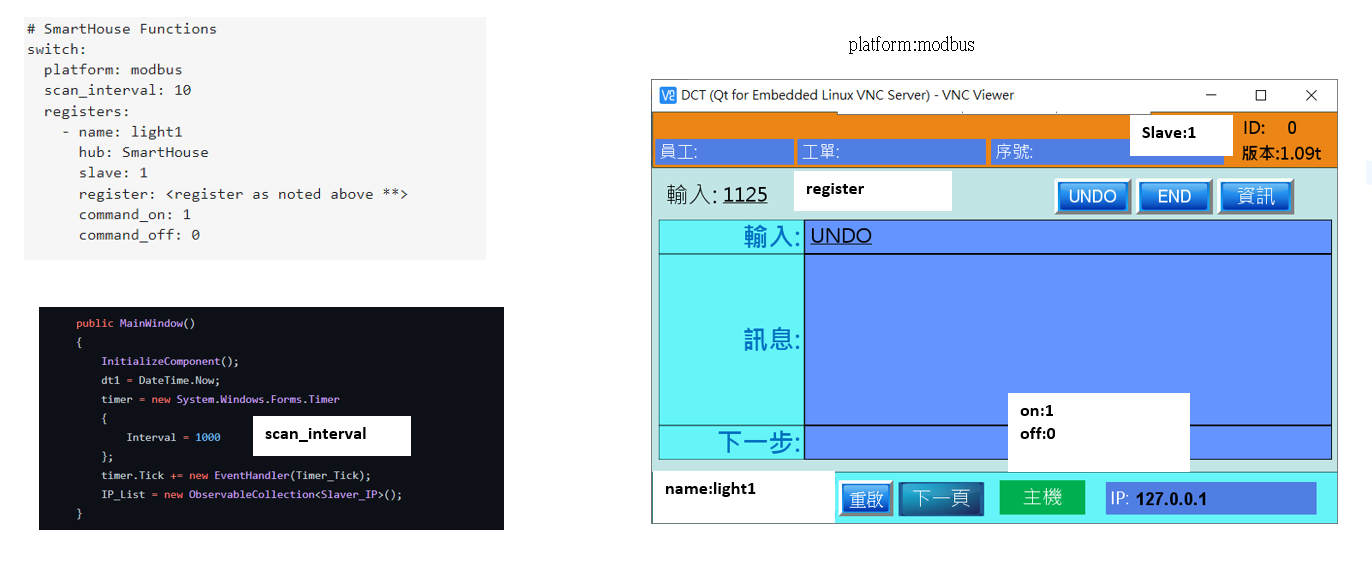 # SmartHouse Functions
switch:
platform: modbus
scan_interval: 10
registers:
- name: light1
hub: SmartHouse
slave: 1
register: <register as noted above **>
command_on: 1
command_off: 0
public MainWindow()
{
InitializeComponent();
dt1 = DateTime.Now;
timer = new System.Windows.Forms.Timer
{
Interval = 1000
scan_interval
};
timer.Tick += new EventHandler(Timer_Tick);
IP_List = new ObservableCollection<Slaver_IP>();
}
platform:modbus
DCT (Qt for Embedded Linux VNC Server) - VNC Viewer
Slave:1
ID: 0
員工:
工單:
序號:
版本:1.09t
輸入: 1125
register
UNDO
END
資訊
輸入: UNDO
訊息:
on:1
off:0
下一步:
name:light1
重啟
下一頁
主機
IP: 127.0.0.1